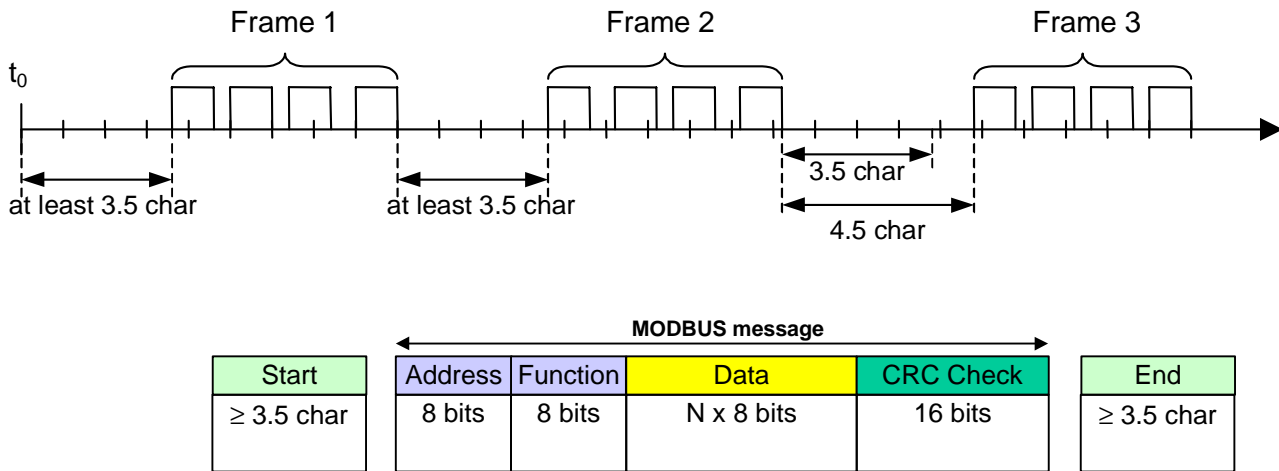 Frame 1
Frame 2
Frame 3
t0
at least 3.5 char
at least 3.5 char
3.5 char
4.5 char
MODBUS message
Start
Address
Function
Data
CRC Check
End
≥ 3.5 char
8 bits
8 bits
N x 8 bits
16 bits
≥ 3.5 char